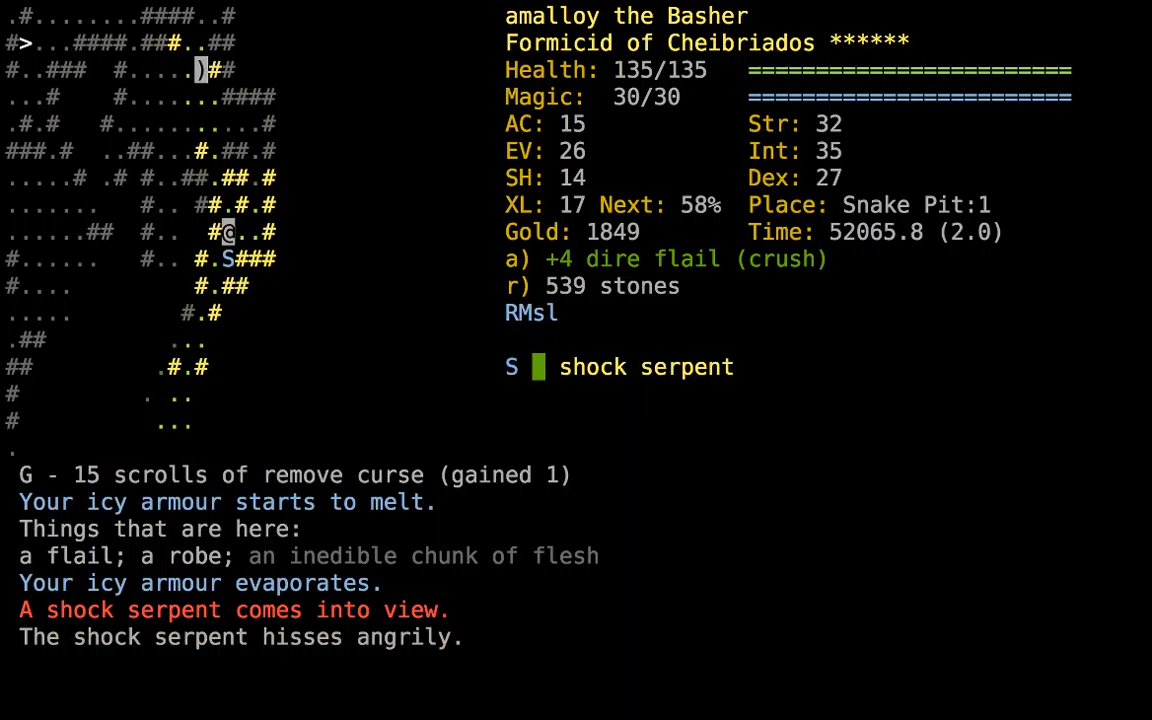 .#........####..#                     amalloy the Basher
#>...####.###..##                     Formicid of Cheibriados ******
#..###  #.....)##                     Health: 135/135   ========================
...#    #.......####                  Magic:  30/30     ========================
.#.#   #...........#                  AC: 15            Str: 32
###.#  ..##...#.##.#                  EV: 26            Int: 35
.....# .# #..##.##.#                  SH: 14            Dex: 27
.......   #.. ##.#.#                  XL: 17 Next: 58%  Place: Snake Pit:1
......##  #..  #@..#                  Gold: 1849        Time: 52065.8 (2.0)
#......   #.. #.S###                  a) +4 dire flail (crush)
#....         #.##                    r) 539 stones
.....        #.#                      RMsl
.##         ...
##         .#.#                       S   shock serpent
#         . ..
#          ...
.
G - 15 scrolls of remove curse (gained 1)
Your icy armour starts to melt.
Things that are here:
a flail; a robe; an inedible chunk of flesh
Your icy armour evaporates.
A shock serpent comes into view.
The shock serpent hisses angrily.